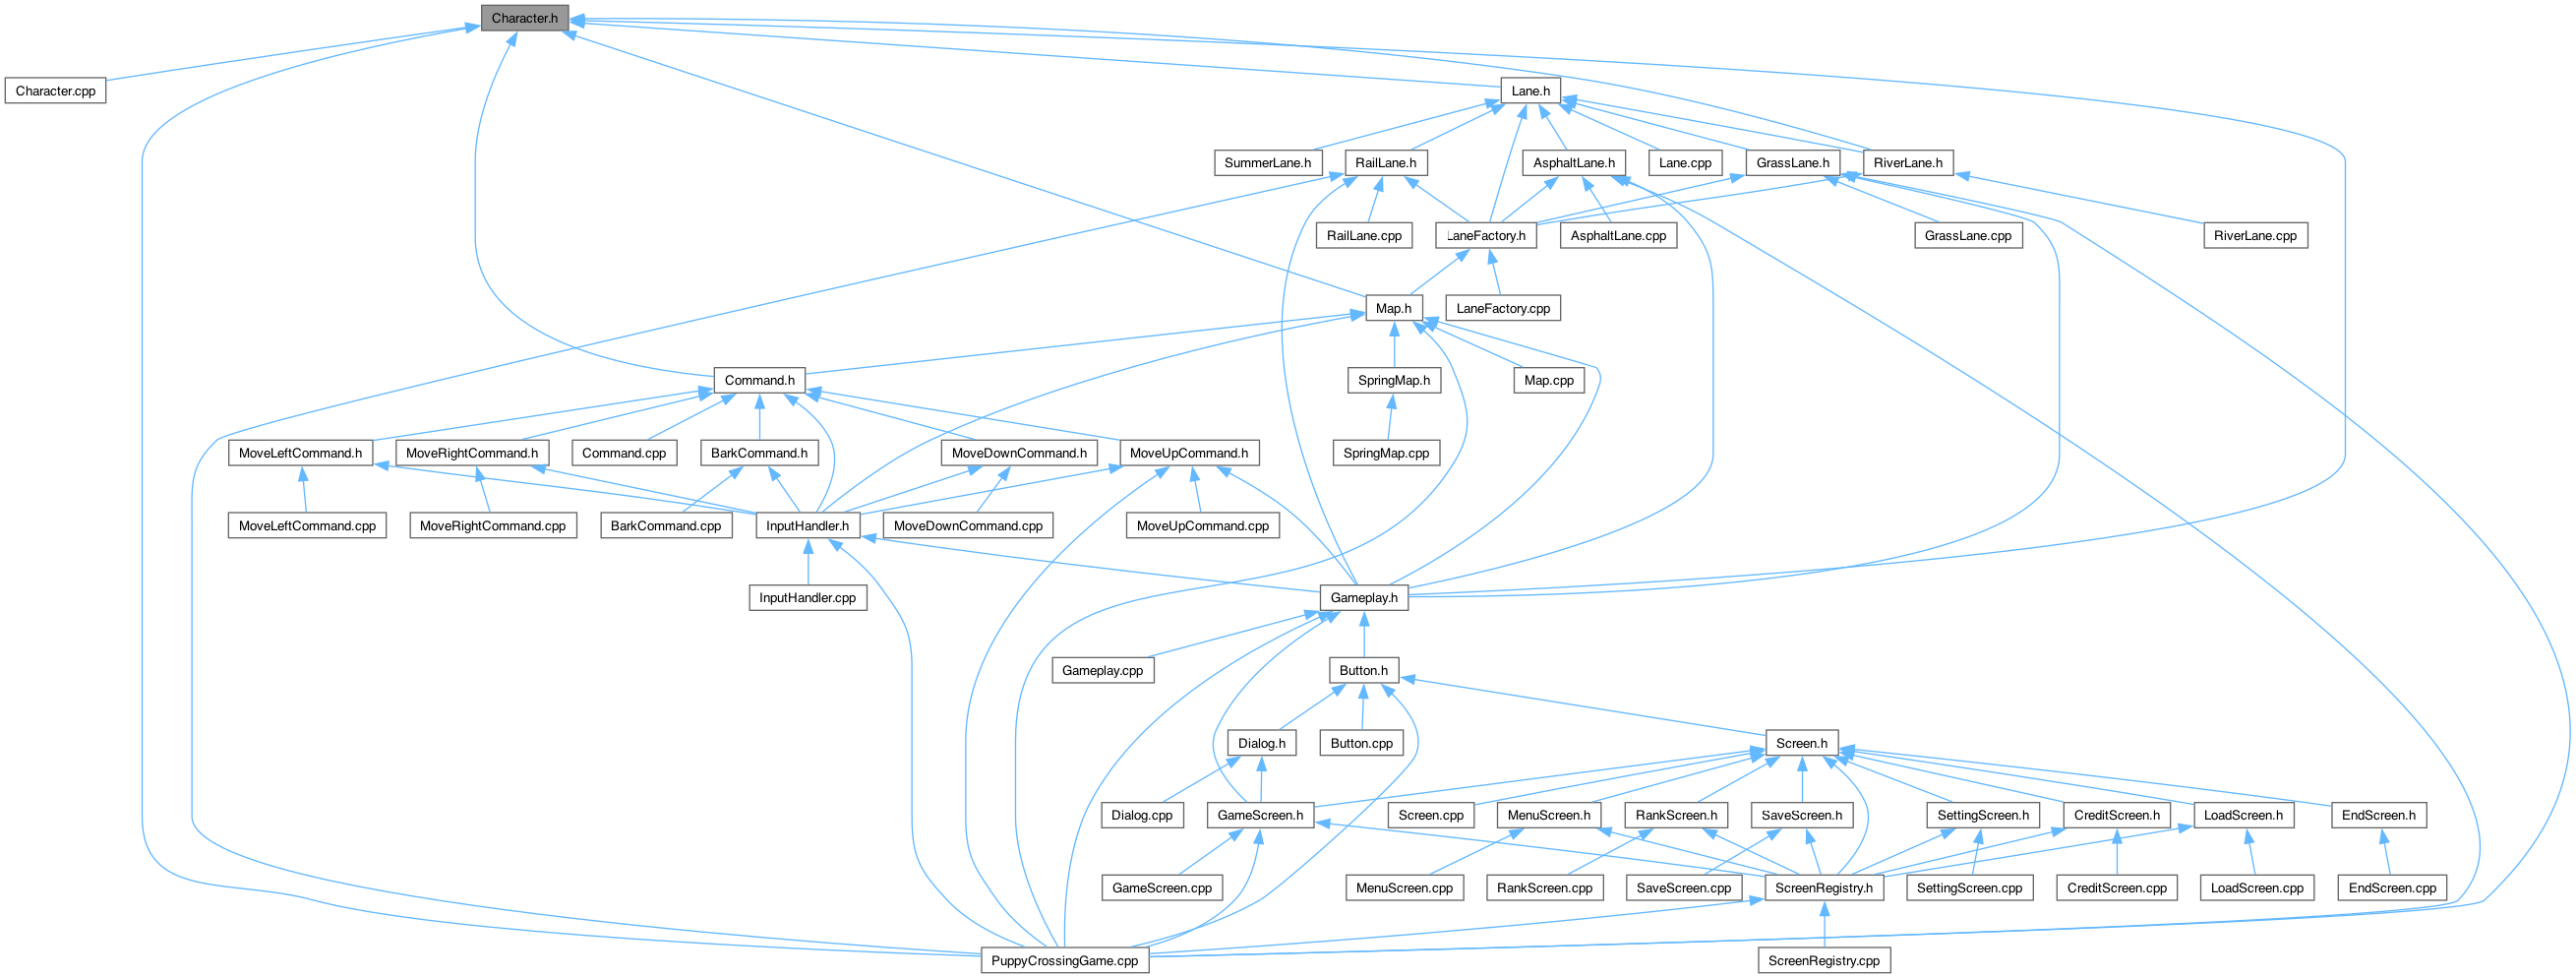 Character.h
Character.cpp
Lane.h
SummerLane.h
RailLane.h
AsphaltLane.h
Lane.cpp
GrassLane.h
RiverLane.h
RailLane.cpp
LaneFactory.h
AsphaltLane.cpp
GrassLane.cpp
RiverLane.cpp
Map.h
LaneFactory.cpp
Command.h
SpringMap.h
Map.cpp
MoveLeftCommand.h
MoveRightCommand.h
Command.cpp
BarkCommand.h
MoveDownCommand.h
MoveUpCommand.h
SpringMap.cpp
MoveLeftCommand.cpp
MoveRightCommand.cpp
BarkCommand.cpp
InputHandler.h
MoveDownCommand.cpp
MoveUpCommand.cpp
InputHandler.cpp
Gameplay.h
Gameplay.cpp
Button.h
Dialog.h
Button.cpp
Screen.h
Dialog.cpp
GameScreen.h
Screen.cpp
MenuScreen.h
RankScreen.h
SaveScreen.h
SettingScreen.h
CreditScreen.h
LoadScreen.h
EndScreen.h
GameScreen.cpp
MenuScreen.cpp
RankScreen.cpp
SaveScreen.cpp
ScreenRegistry.h
SettingScreen.cpp
CreditScreen.cpp
LoadScreen.cpp
EndScreen.cpp
PuppyCrossingGame.cpp
ScreenRegistry.cpp